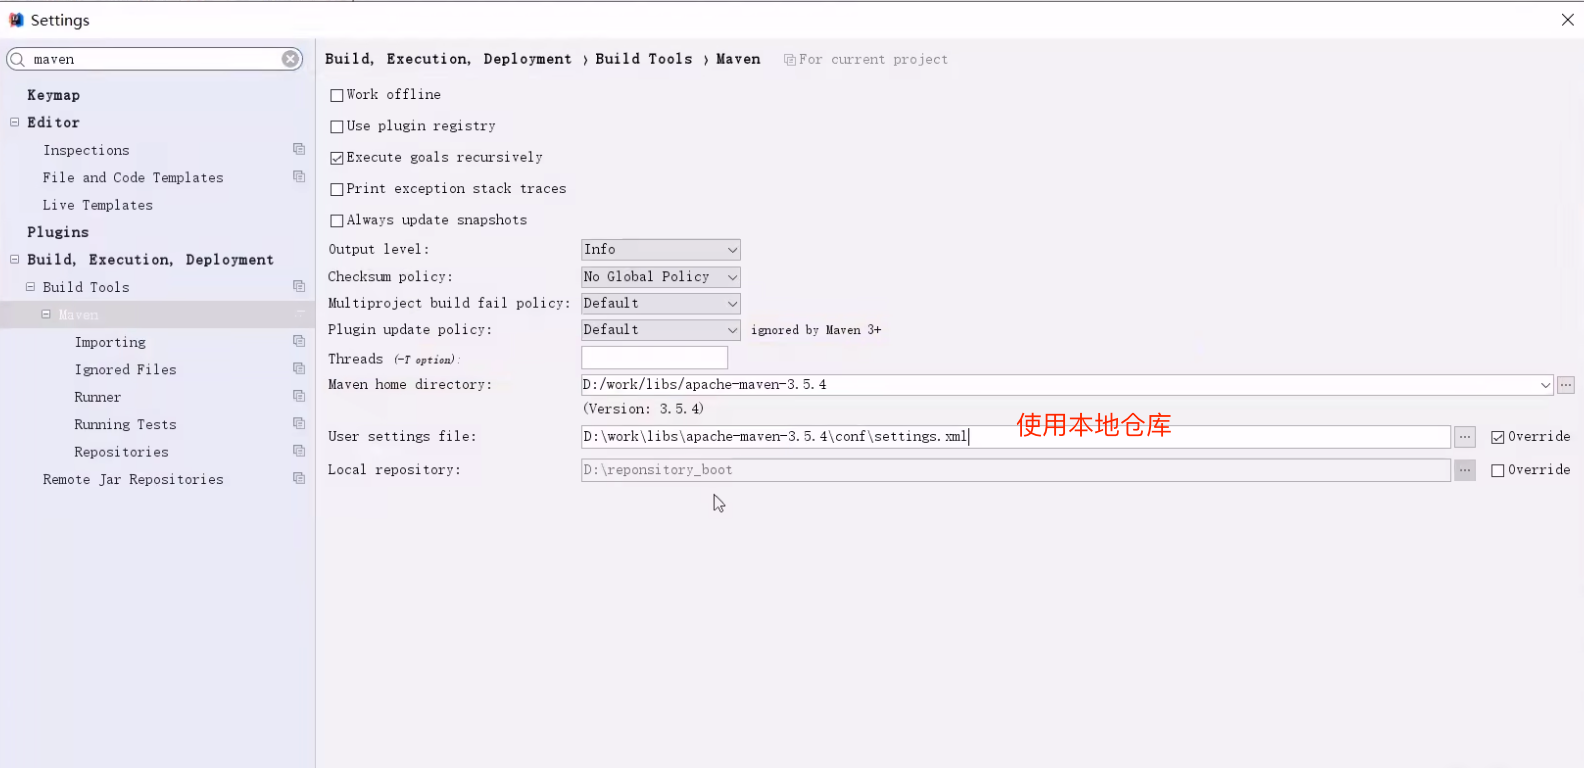 Settings
maven
Keymap
Editor
Inspections
File and Code Templates
Live Templates
Plugins
Build, Execution, Deployment
Build Tools
Maven
Importing
Ignored Files
Runner
Running Tests
Repositories
Remote Jar Repositories
Build, Execution, Deployment › Build Tools › Maven For current project
Work offline
Use plugin registry
Execute goals recursively
Print exception stack traces
Always update snapshots
Output level: Info
Checksum policy: No Global Policy
Multiproject build fail policy: Default
Plugin update policy: Default ignored by Maven 3+
Threads (-T option):
Maven home directory: D:/work/libs/apache-maven-3.5.4
(Version: 3.5.4)
使用本地仓库
User settings file: D:\work\libs\apache-maven-3.5.4\conf\settings.xml Override
Local repository: D:\reponsitory_boot Override